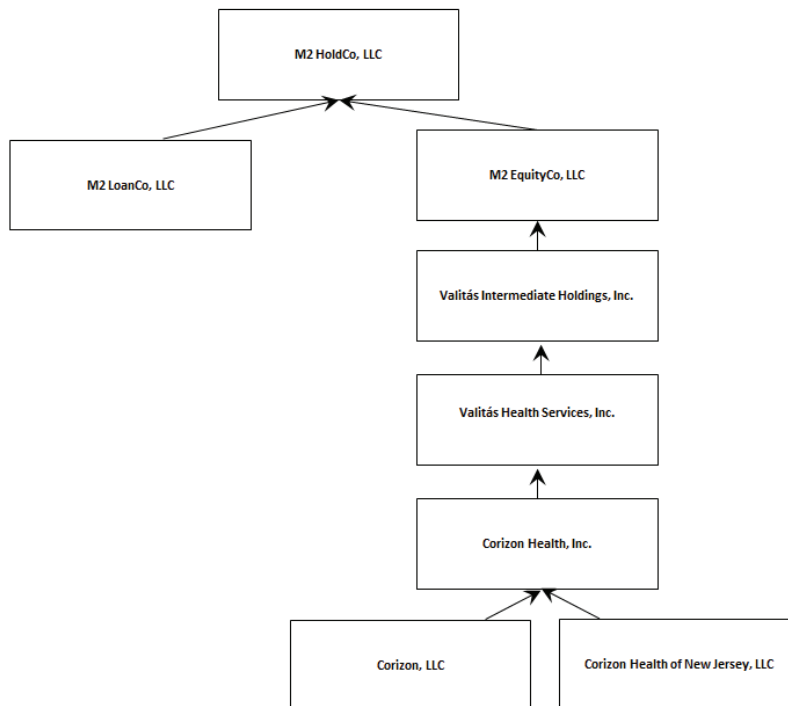 M2 HoldCo, LLC
M2 LoanCo, LLC
M2 EquityCo, LLC
Valitás Intermediate Holdings, Inc.
Valitás Health Services, Inc.
Corizon Health, Inc.
Corizon, LLC
Corizon Health of New Jersey, LLC